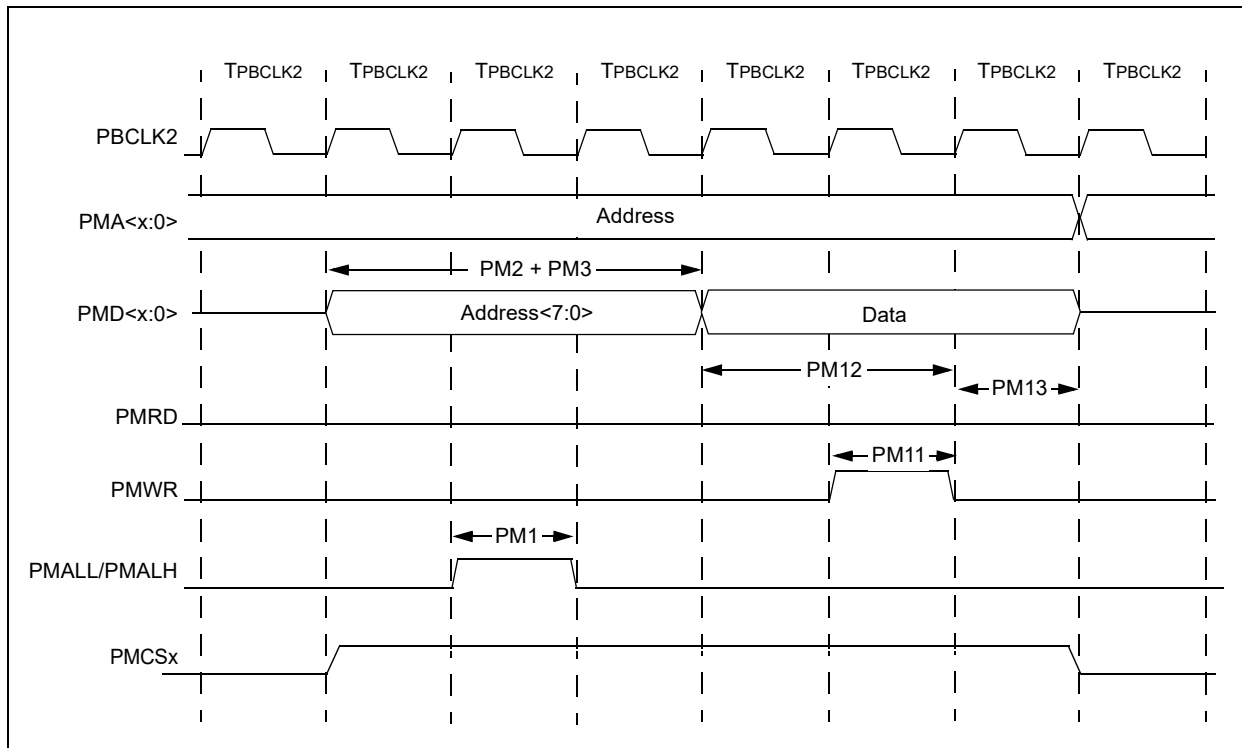 TPBCLK2 TPBCLK2 TPBCLK2 TPBCLK2 TPBCLK2 TPBCLK2 TPBCLK2 TPBCLK2
PBCLK2
PMA<x:0> Address
PM2 + PM3
PMD<x:0> Address<7:0> Data
PM12
PM13
PMRD
PM11
PMWR
PM1
PMALL/PMALH
PMCSx